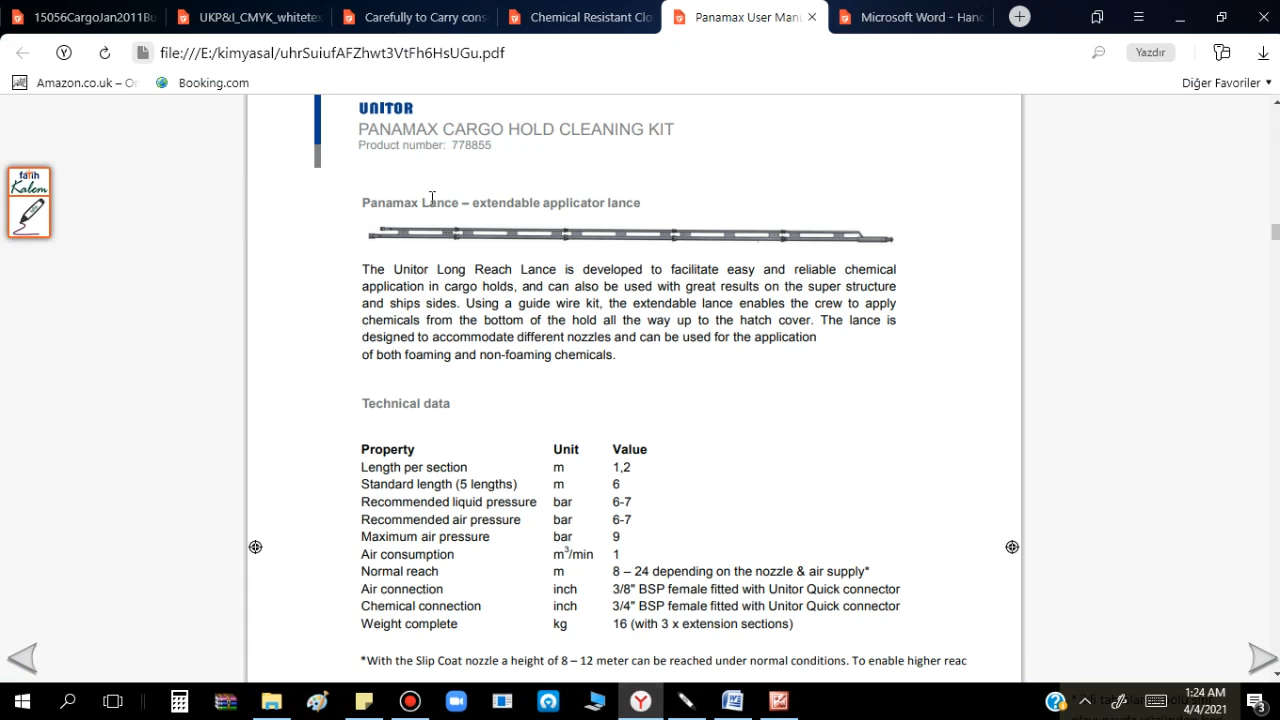 15056CargoJan2011Bu
UKP&I_CMYK_whitetex
Carefully to Carry cons
Chemical Resistant Clo
Panamax User Manu
Microsoft Word - Hand
file:///E:/kimyasal/uhrSuiufAFZhwt3VtFh6HsUGu.pdf
Yazdır
Amazon.co.uk – On
Booking.com
Diğer Favoriler
fatih
Kalem
UNITOR
PANAMAX CARGO HOLD CLEANING KIT
Product number: 778855
Panamax Lance – extendable applicator lance
The Unitor Long Reach Lance is developed to facilitate easy and reliable chemical
application in cargo holds, and can also be used with great results on the super structure
and ships sides. Using a guide wire kit, the extendable lance enables the crew to apply
chemicals from the bottom of the hold all the way up to the hatch cover. The lance is
designed to accommodate different nozzles and can be used for the application
of both foaming and non-foaming chemicals.
Technical data
Property Unit Value
Length per section m 1,2
Standard length (5 lengths) m 6
Recommended liquid pressure bar 6-7
Recommended air pressure bar 6-7
Maximum air pressure bar 9
Air consumption m³/min 1
Normal reach m 8 – 24 depending on the nozzle & air supply*
Air connection inch 3/8" BSP female fitted with Unitor Quick connector
Chemical connection inch 3/4" BSP female fitted with Unitor Quick connector
Weight complete kg 16 (with 3 x extension sections)
*With the Slip Coat nozzle a height of 8 – 12 meter can be reached under normal conditions. To enable higher reac
1:24 AM
4/4/2021
3